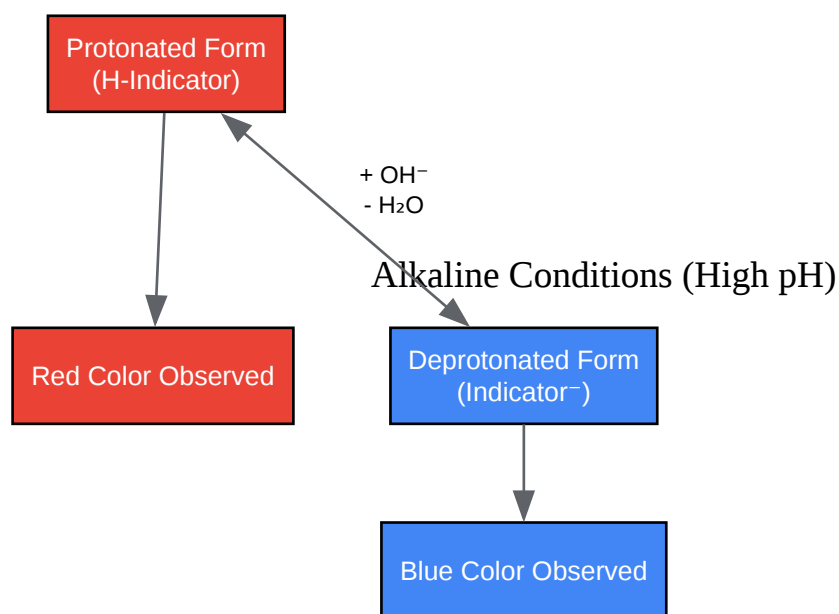 Protonated Form
(H-Indicator)
+ OH⁻
- H₂O
Alkaline Conditions (High pH)
Red Color Observed
Deprotonated Form
(Indicator⁻)
Blue Color Observed